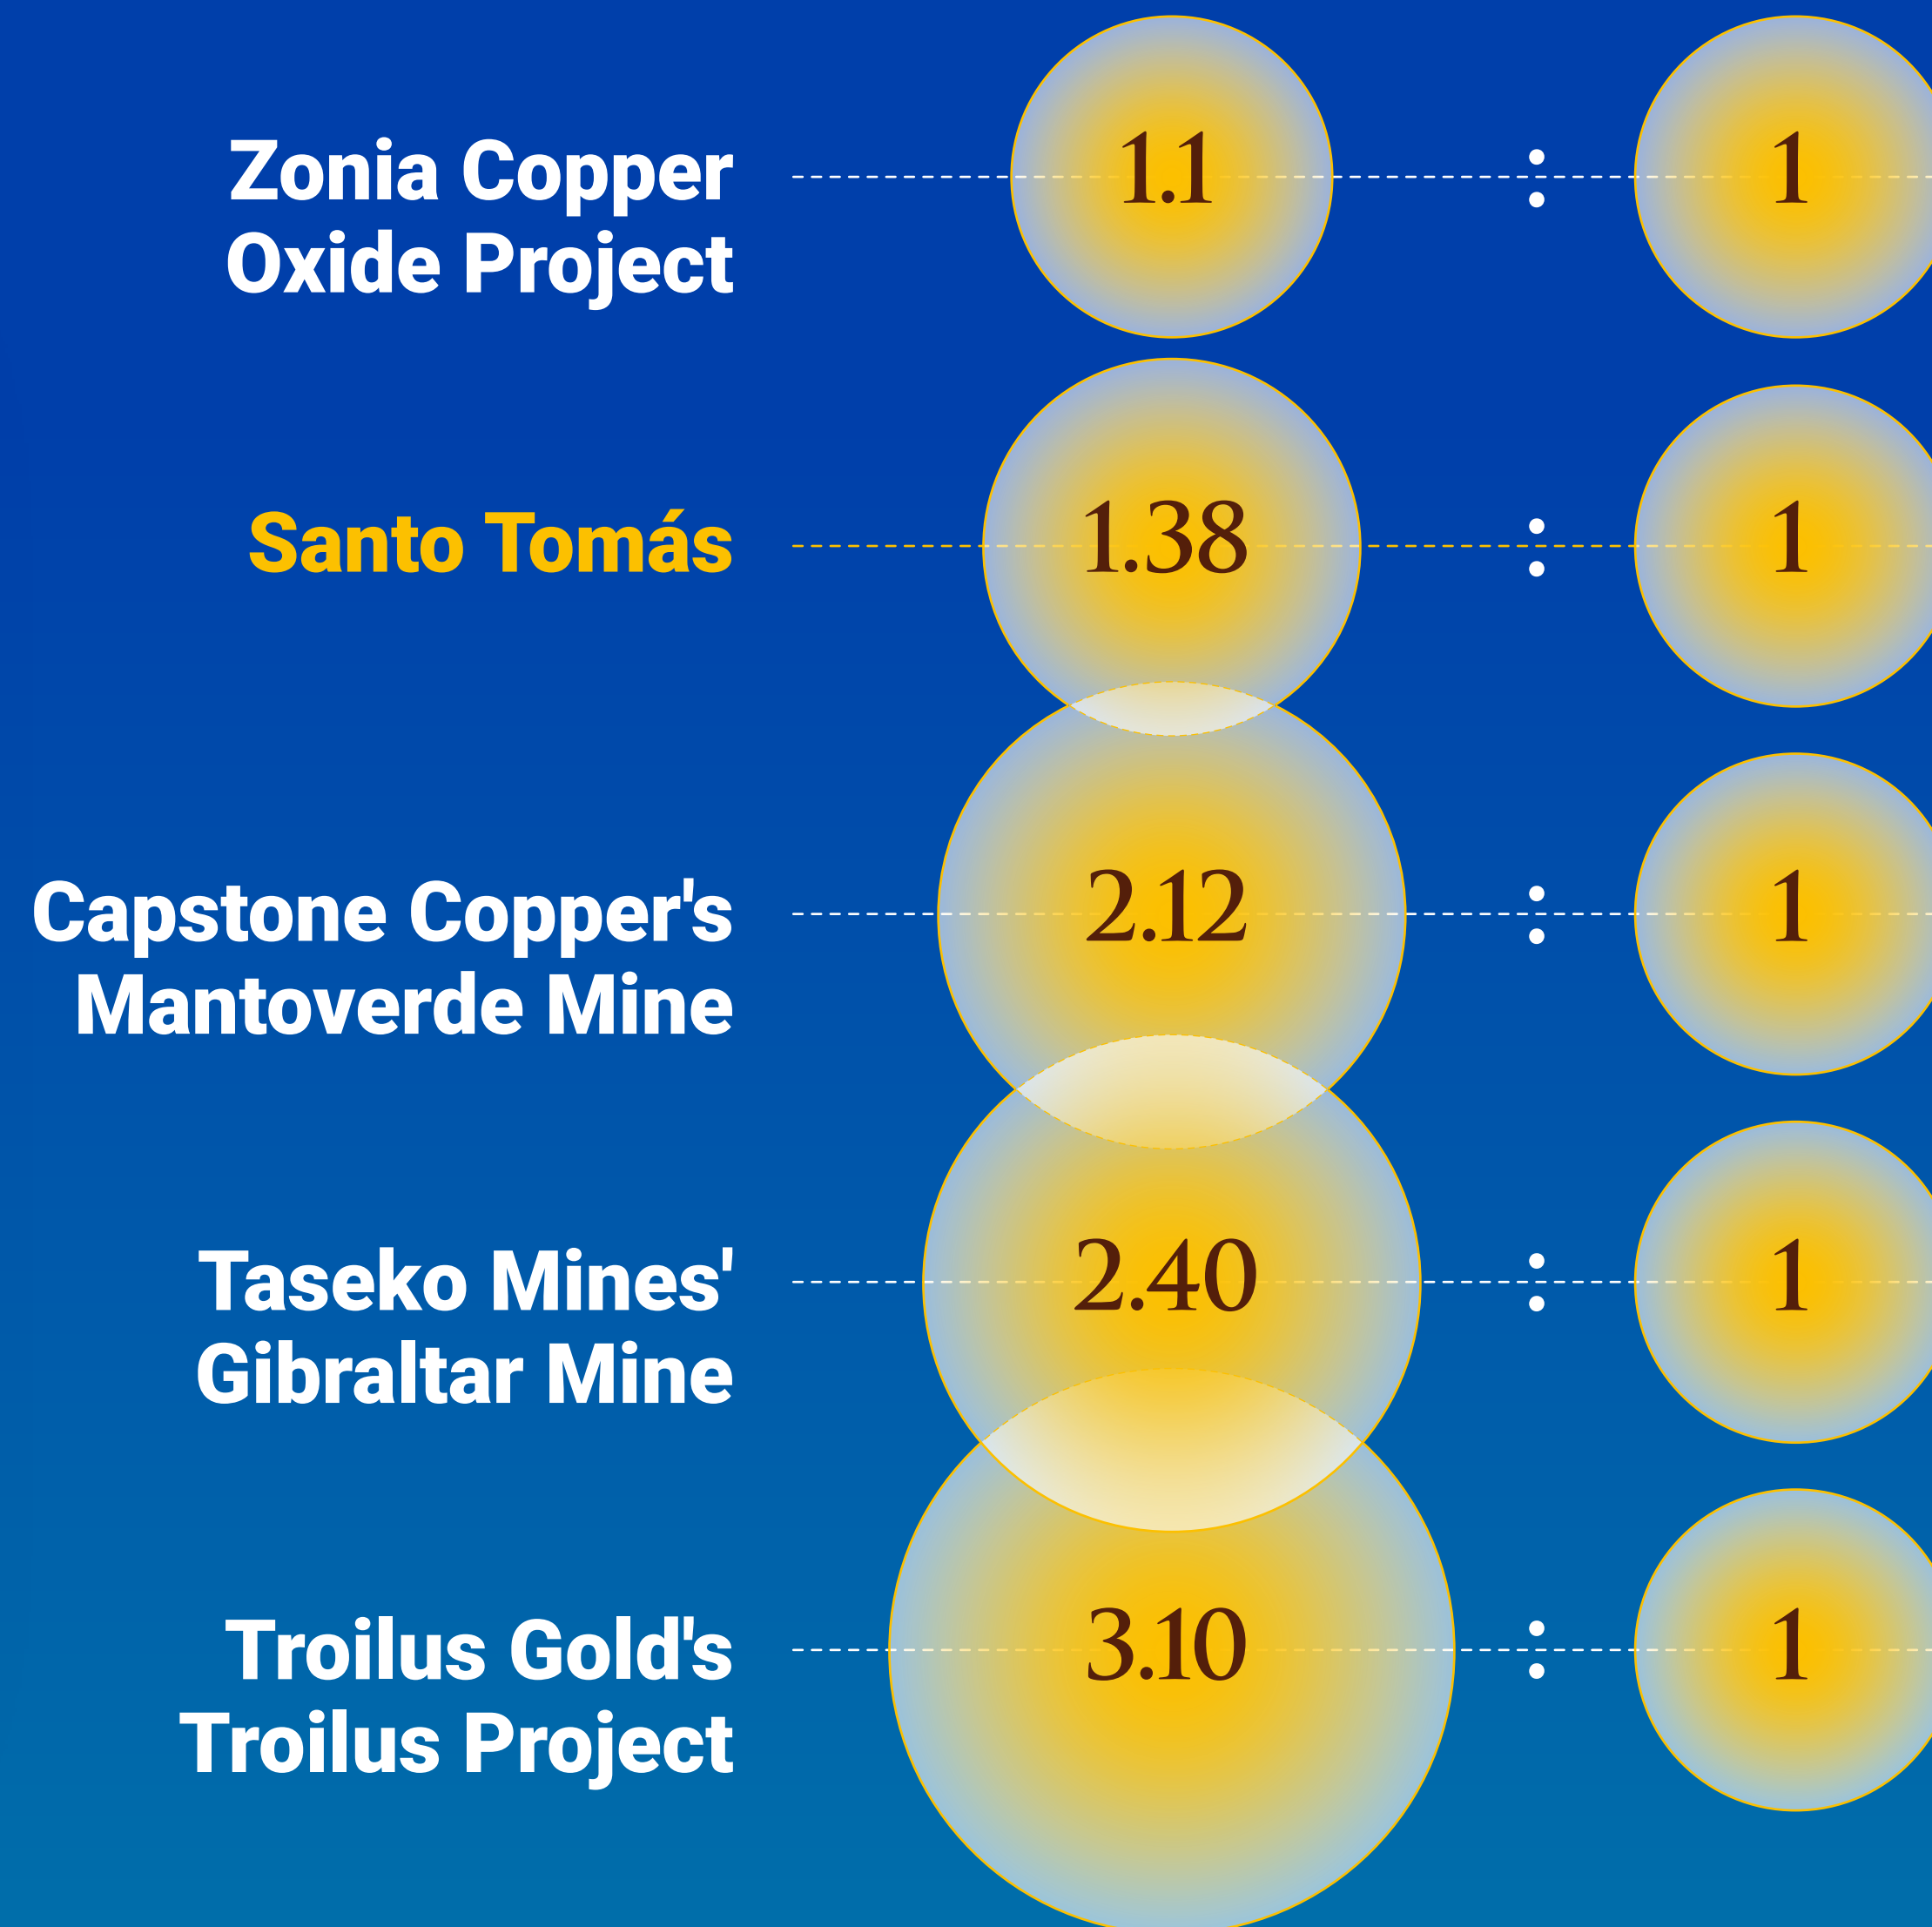 Zonia Copper
Oxide Project
1.1 : 1
Santo Tomás
1.38 : 1
Capstone Copper's
Mantoverde Mine
2.12 : 1
Taseko Mines'
Gibraltar Mine
2.40 : 1
Troilus Gold's
Troilus Project
3.10 : 1